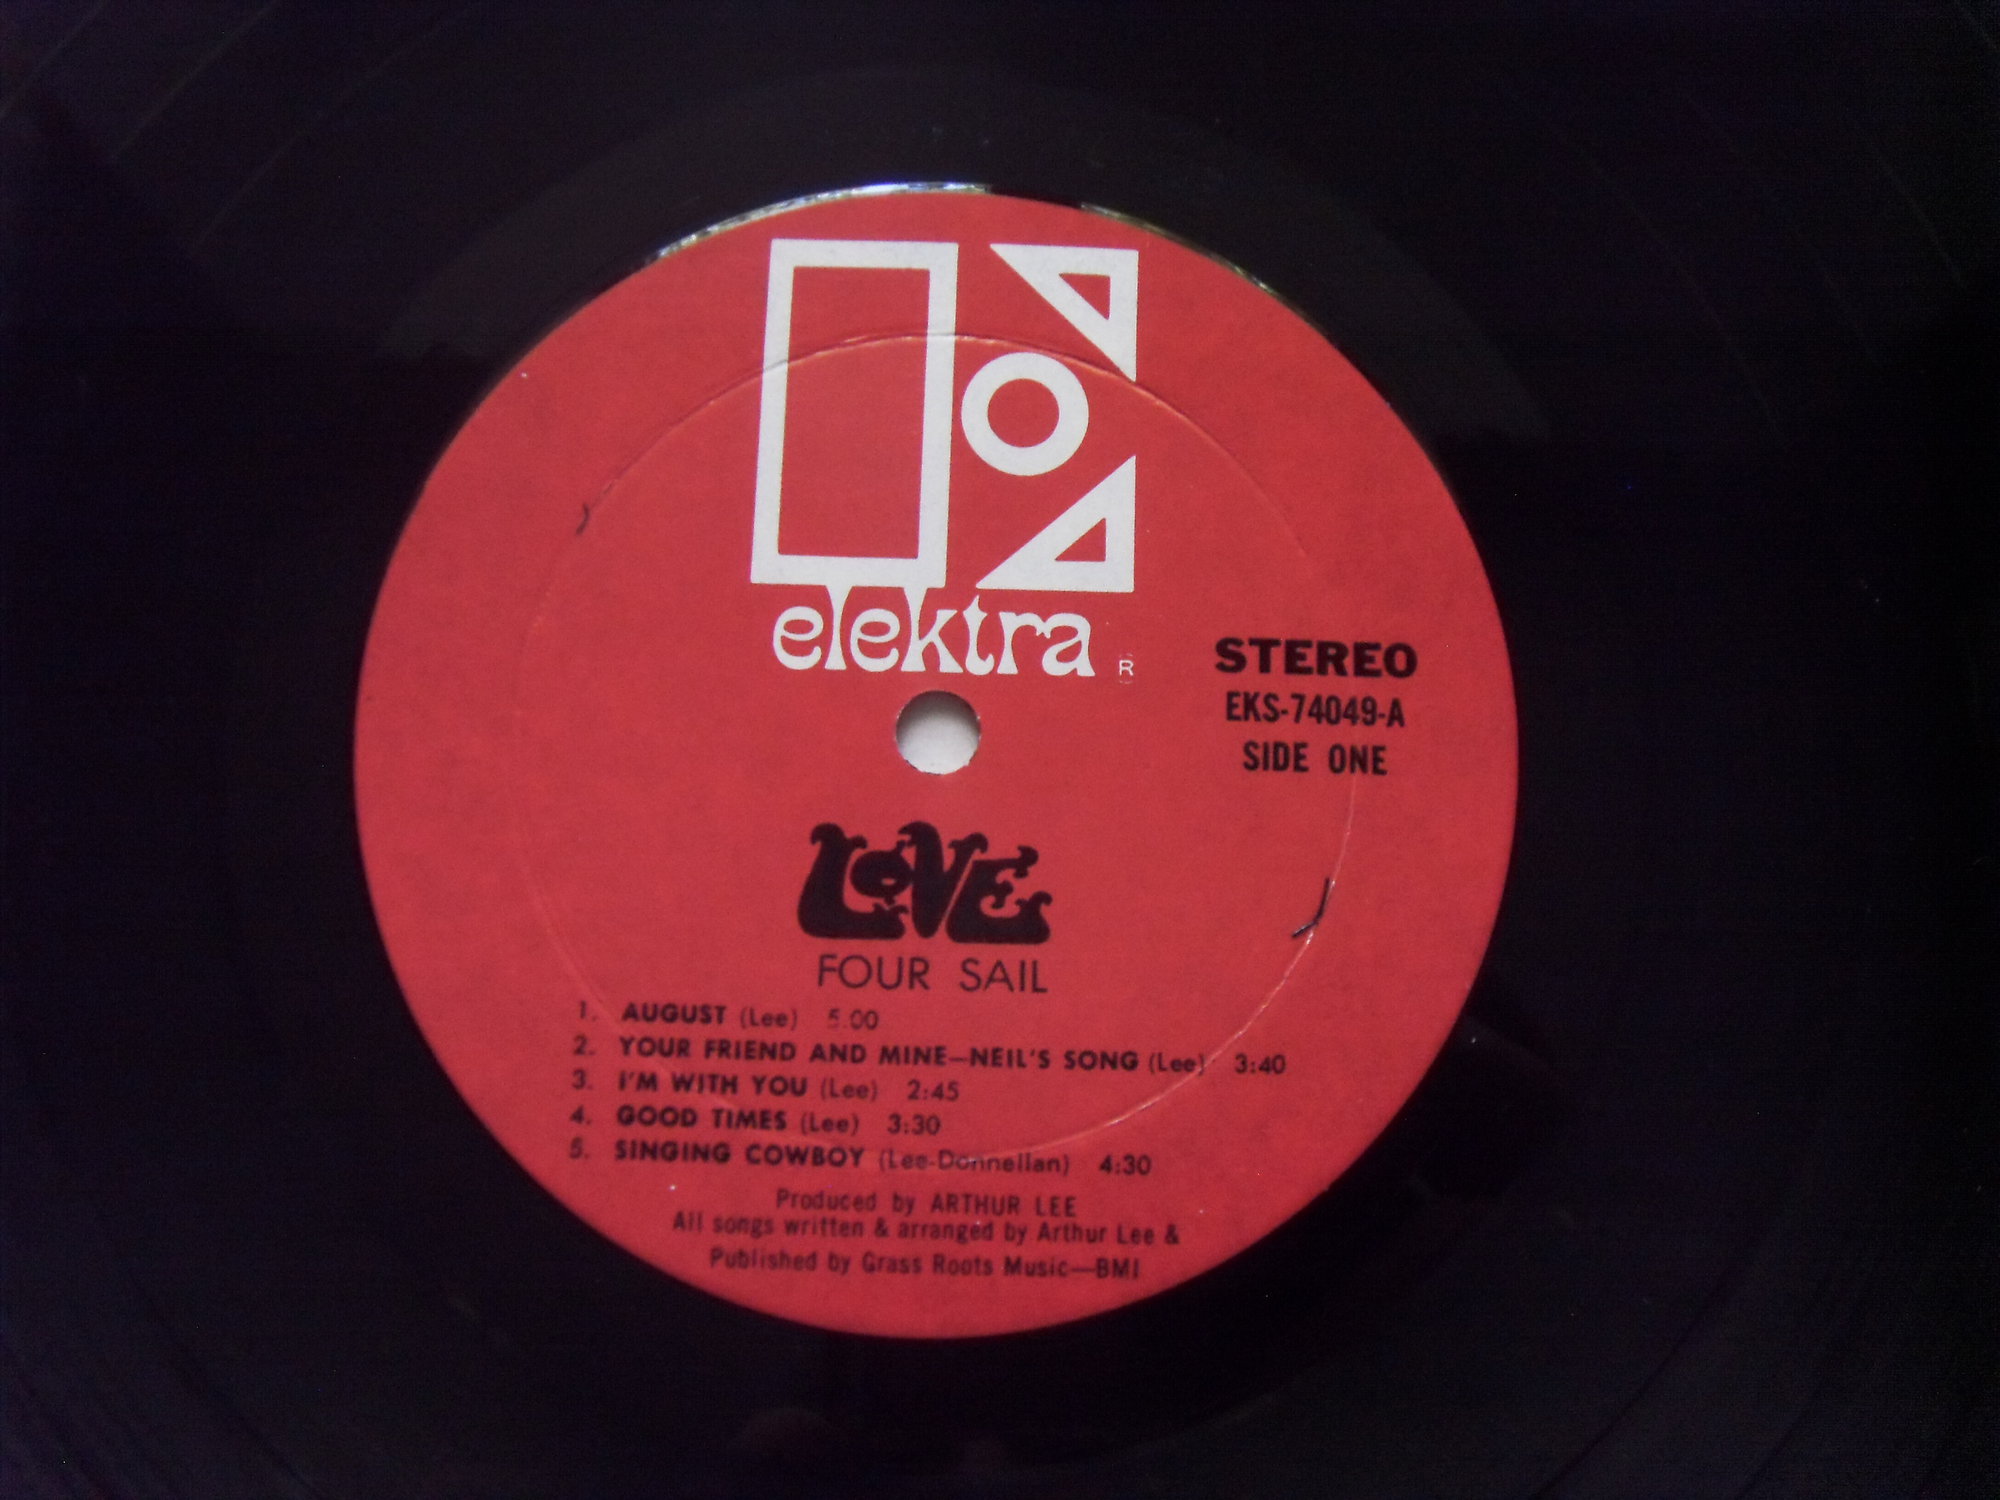 elektra ®
STEREO
EKS-74049-A
SIDE ONE
LOVE
FOUR SAIL
1. AUGUST (Lee) 5:00
2. YOUR FRIEND AND MINE—NEIL'S SONG (Lee) 3:40
3. I'M WITH YOU (Lee) 2:45
4. GOOD TIMES (Lee) 3:30
5. SINGING COWBOY (Lee-Donnellan) 4:30
Produced by ARTHUR LEE
All songs written & arranged by Arthur Lee &
Published by Grass Roots Music—BMI